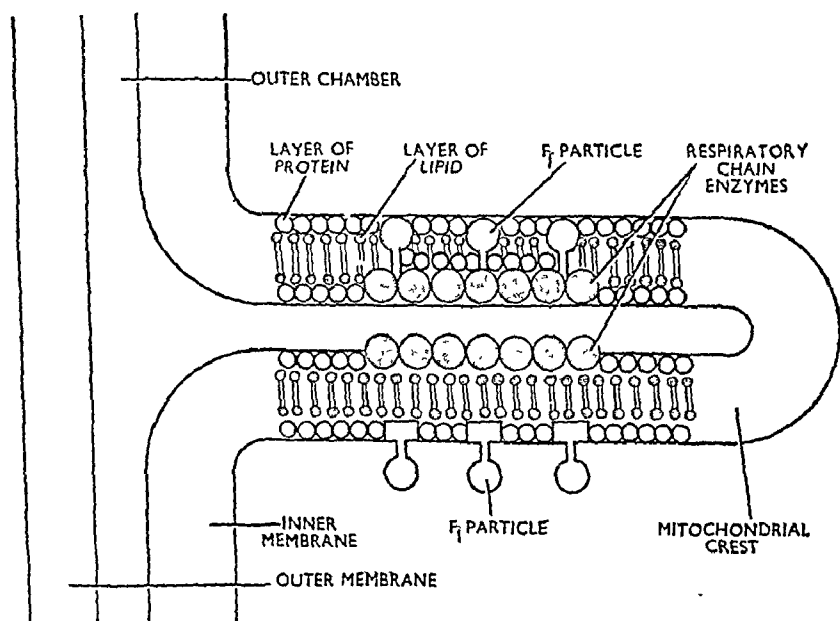 OUTER CHAMBER
LAYER OF
PROTEIN
LAYER OF
LIPID
F₁ PARTICLE
RESPIRATORY
CHAIN
ENZYMES
INNER
MEMBRANE
F₁ PARTICLE
MITOCHONDRIAL
CREST
OUTER MEMBRANE